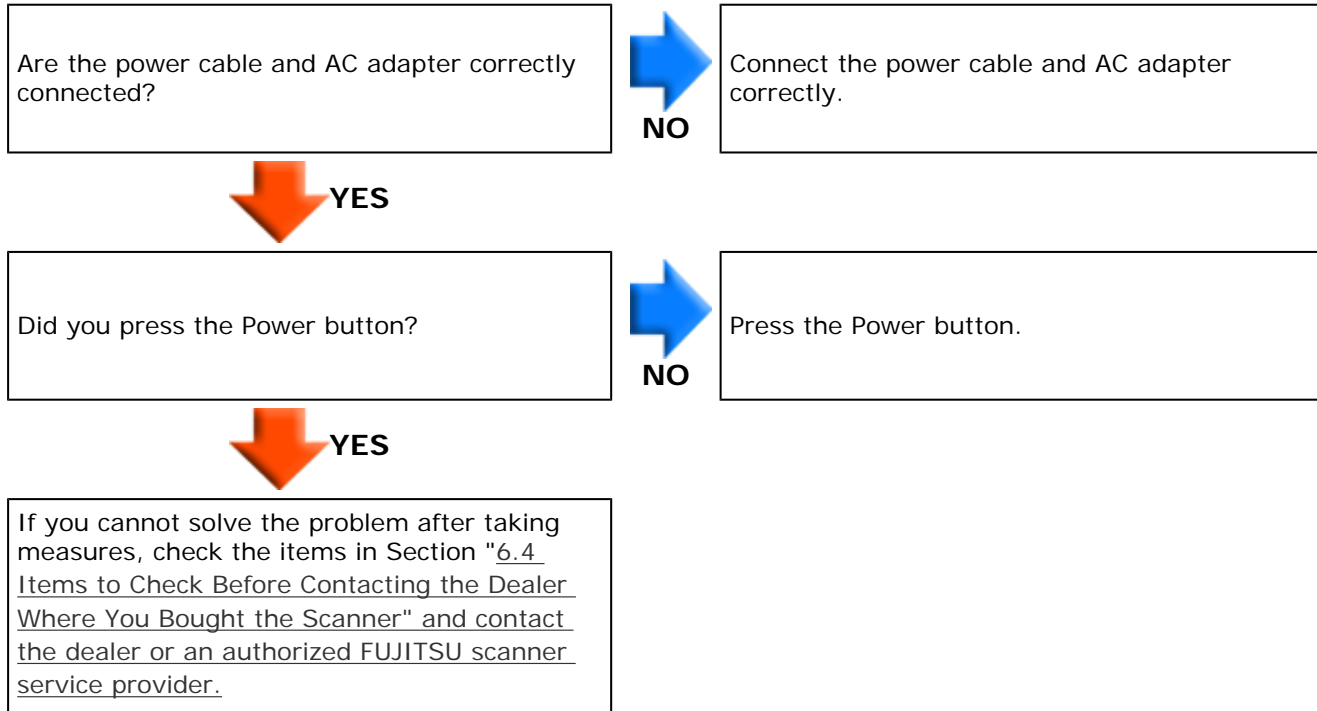 Are the power cable and AC adapter correctly
connected?
NO
Connect the power cable and AC adapter
correctly.
YES
Did you press the Power button?
NO
Press the Power button.
YES
If you cannot solve the problem after taking
measures, check the items in Section "6.4
Items to Check Before Contacting the Dealer
Where You Bought the Scanner" and contact
the dealer or an authorized FUJITSU scanner
service provider.